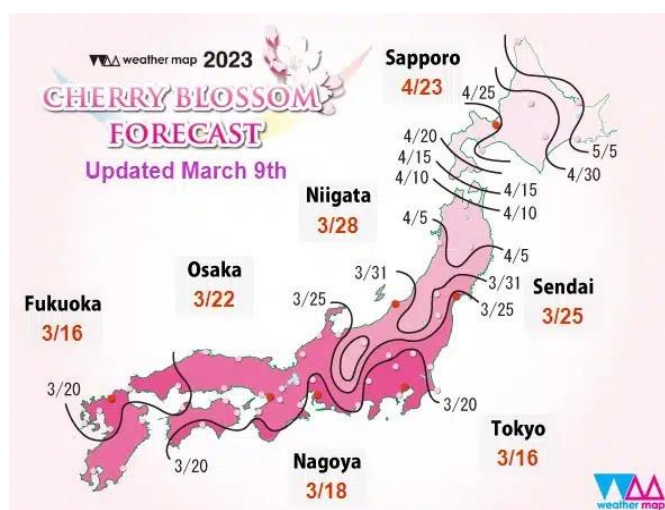 WAA weather map 2023
CHERRY BLOSSOM
FORECAST
Updated March 9th
Sapporo
4/23
4/25
4/20
4/15
4/10
5/5
4/30
4/15
4/10
Niigata
3/28
4/5
4/5
3/31
3/31
3/25
Sendai
3/25
Osaka
3/22
3/25
Fukuoka
3/16
3/20
3/20
3/20
Nagoya
3/18
Tokyo
3/16
WAA
weather map